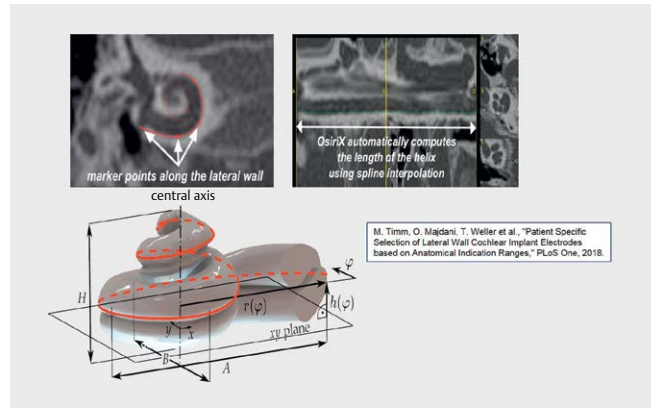 marker points along the lateral wall
OsiriX automatically computes
the length of the helix
using spline interpolation
central axis
M. Timm, O. Majdani, T. Weller et al., "Patient Specific
Selection of Lateral Wall Cochlear Implant Electrodes
based on Anatomical Indication Ranges," PLoS One, 2018.
φ
H
r(φ)
h(φ)
y x
xy plane
B
A